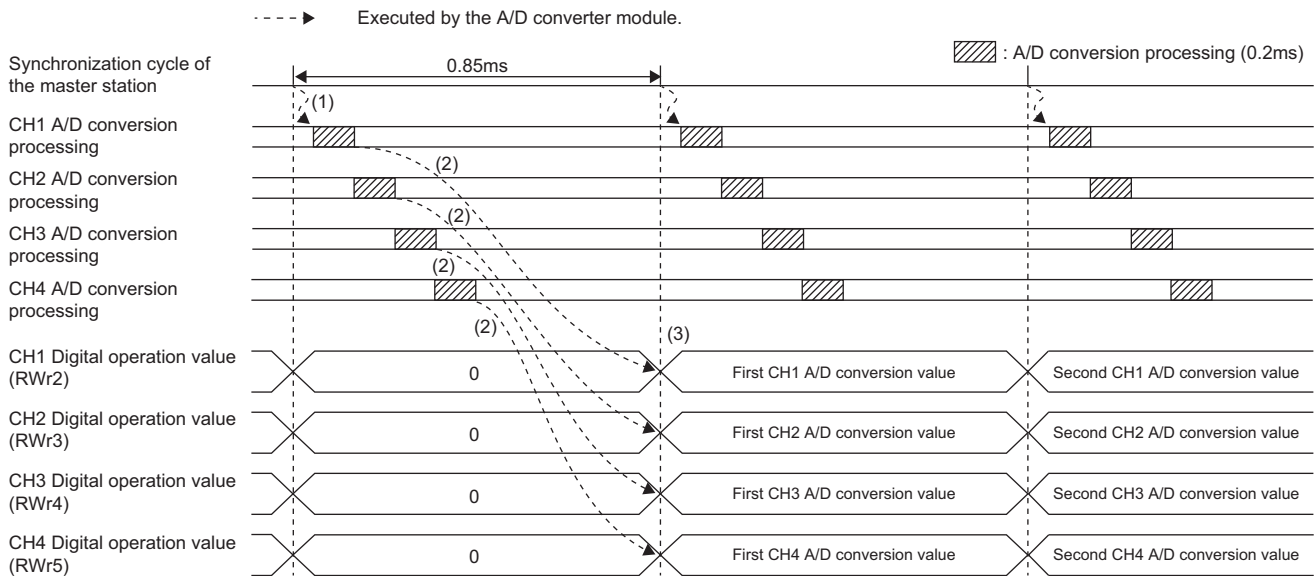 Executed by the A/D converter module.
: A/D conversion processing (0.2ms)
Synchronization cycle of
the master station
0.85ms
(1)
CH1 A/D conversion
processing
(2)
CH2 A/D conversion
processing
(2)
CH3 A/D conversion
processing
(2)
CH4 A/D conversion
processing
(2)
(3)
CH1 Digital operation value
(RWr2)
0
First CH1 A/D conversion value
Second CH1 A/D conversion value
CH2 Digital operation value
(RWr3)
0
First CH2 A/D conversion value
Second CH2 A/D conversion value
CH3 Digital operation value
(RWr4)
0
First CH3 A/D conversion value
Second CH3 A/D conversion value
CH4 Digital operation value
(RWr5)
0
First CH4 A/D conversion value
Second CH4 A/D conversion value